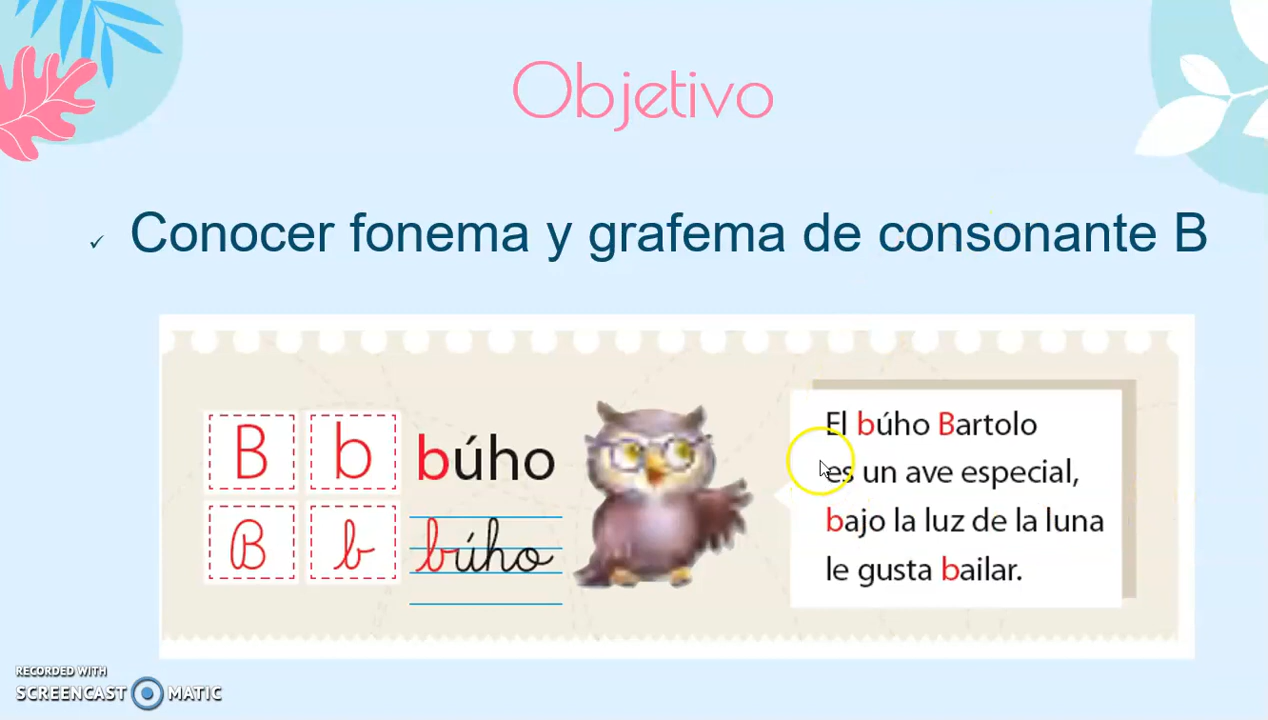 Objetivo
✓ Conocer fonema y grafema de consonante B
B b búho
B b búho
El búho Bartolo
es un ave especial,
bajo la luz de la luna
le gusta bailar.
RECORDED WITH
SCREENCAST MATIC